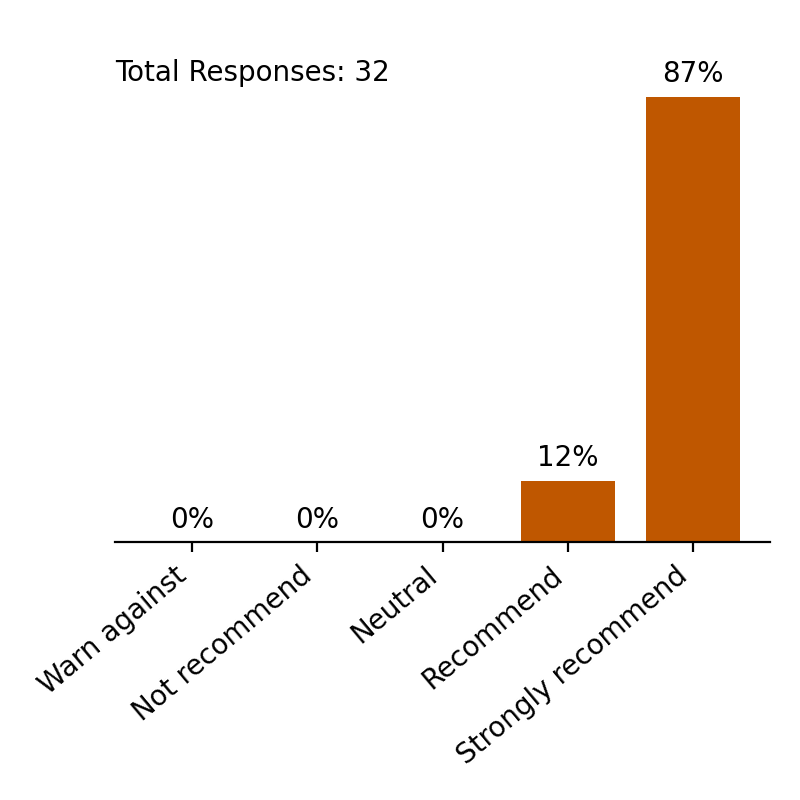 Total Responses: 32
87%
12%
0%
0%
0%
Warn against
Not recommend
Neutral
Recommend
Strongly recommend